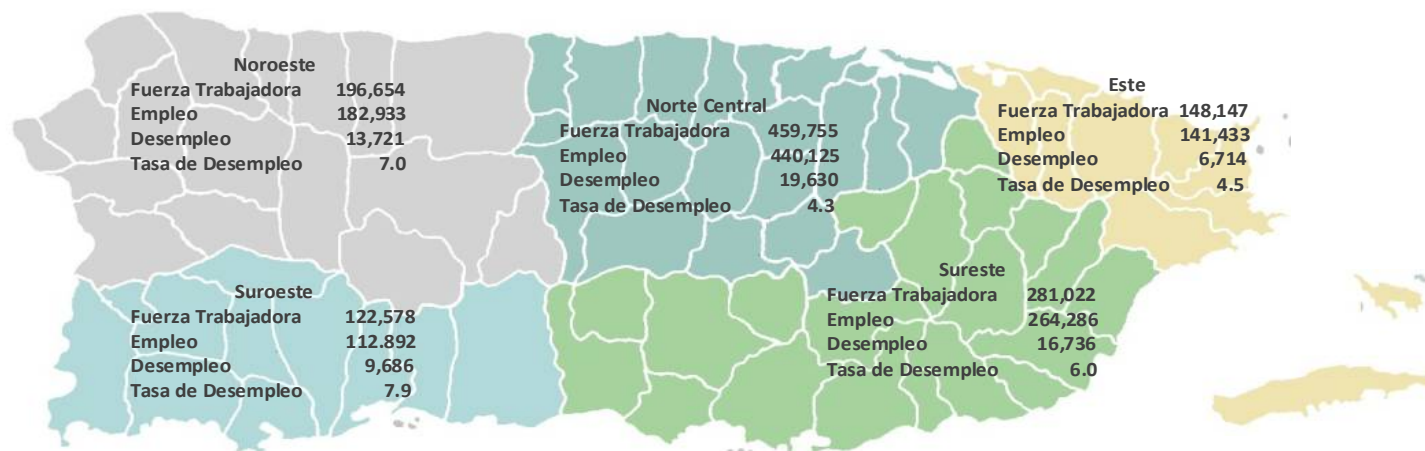 Noroeste
Fuerza Trabajadora 196,654
Empleo 182,933
Desempleo 13,721
Tasa de Desempleo 7.0
Norte Central
Fuerza Trabajadora 459,755
Empleo 440,125
Desempleo 19,630
Tasa de Desempleo 4.3
Este
Fuerza Trabajadora 148,147
Empleo 141,433
Desempleo 6,714
Tasa de Desempleo 4.5
Suroeste
Fuerza Trabajadora 122,578
Empleo 112.892
Desempleo 9,686
Tasa de Desempleo 7.9
Sureste
Fuerza Trabajadora 281,022
Empleo 264,286
Desempleo 16,736
Tasa de Desempleo 6.0